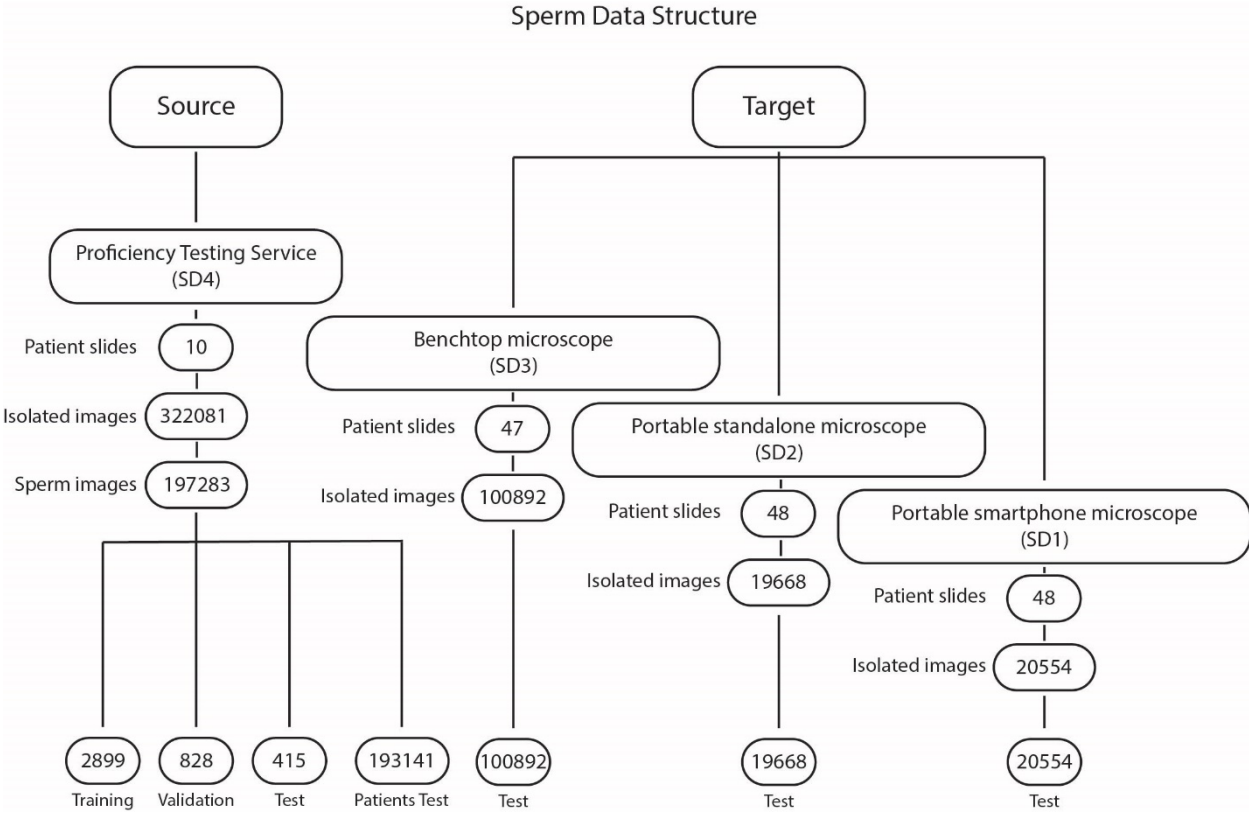 Sperm Data Structure
Source
Target
Proficiency Testing Service
(SD4)
Patient slides
10
Isolated images
322081
Sperm images
197283
Benchtop microscope
(SD3)
Patient slides
47
Isolated images
100892
Portable standalone microscope
(SD2)
Patient slides
48
Isolated images
19668
Portable smartphone microscope
(SD1)
Patient slides
48
Isolated images
20554
2899
828
415
193141
100892
19668
20554
Training
Validation
Test
Patients Test
Test
Test
Test